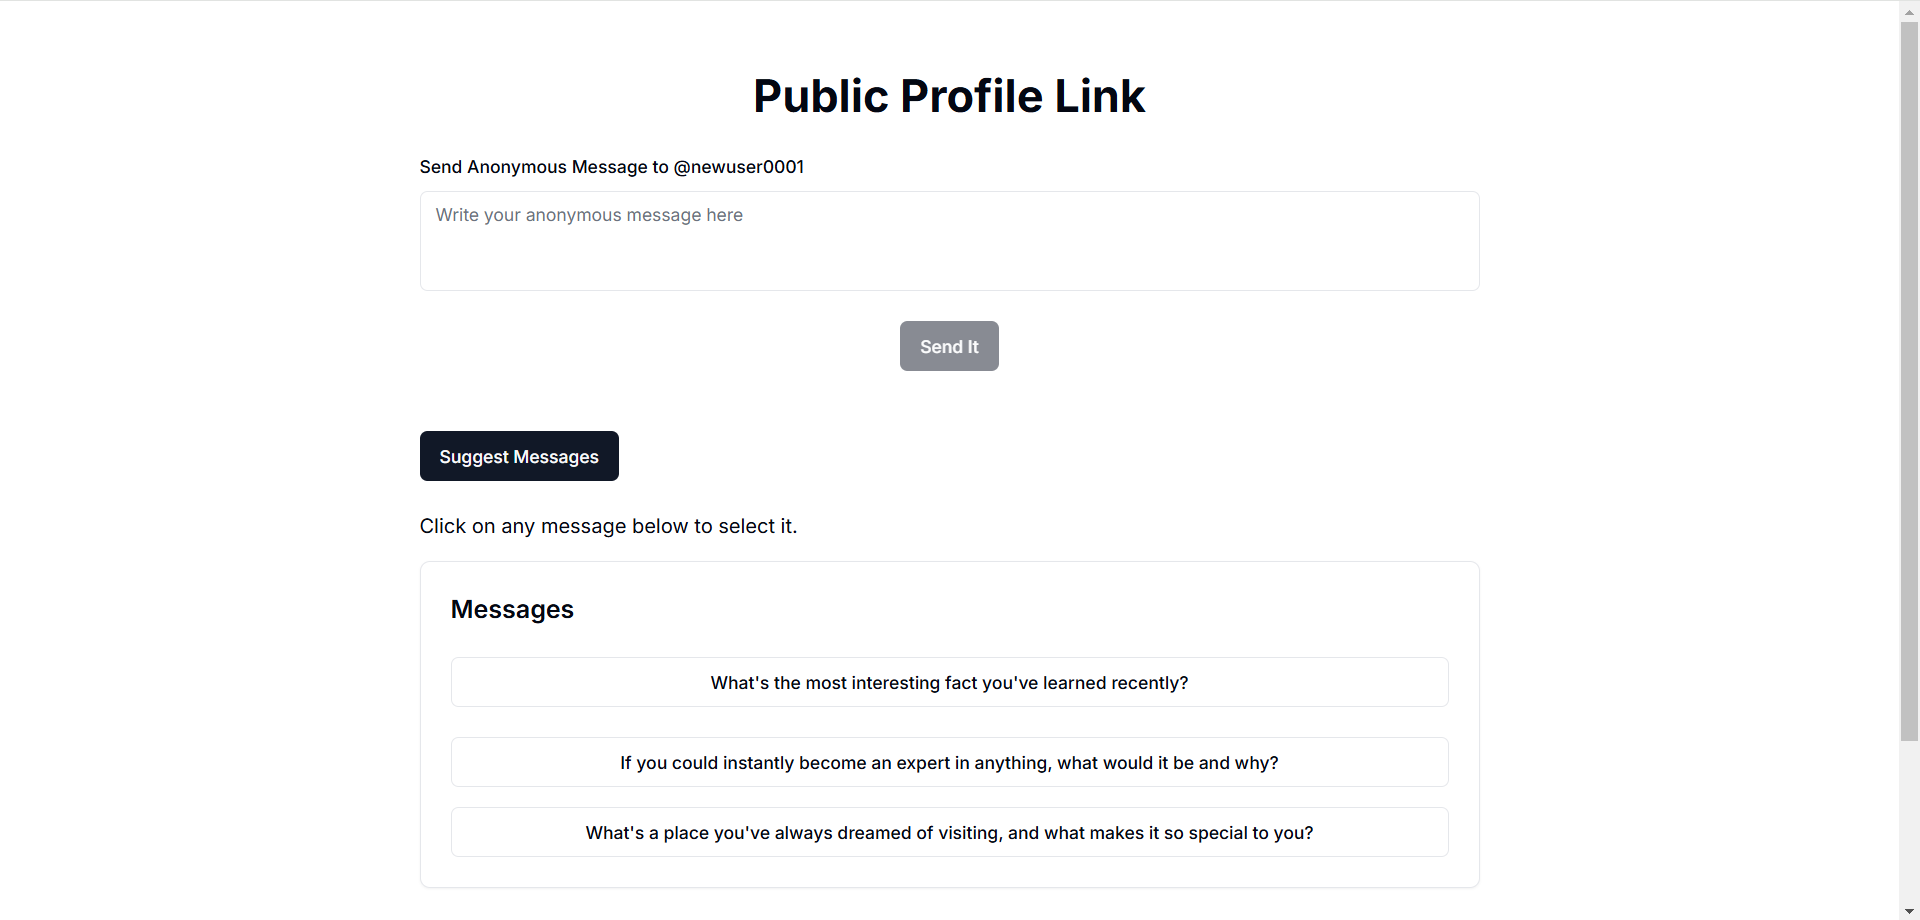 Public Profile Link
Send Anonymous Message to @newuser0001
Write your anonymous message here
Send It
Suggest Messages
Click on any message below to select it.
Messages
What's the most interesting fact you've learned recently?
If you could instantly become an expert in anything, what would it be and why?
What's a place you've always dreamed of visiting, and what makes it so special to you?